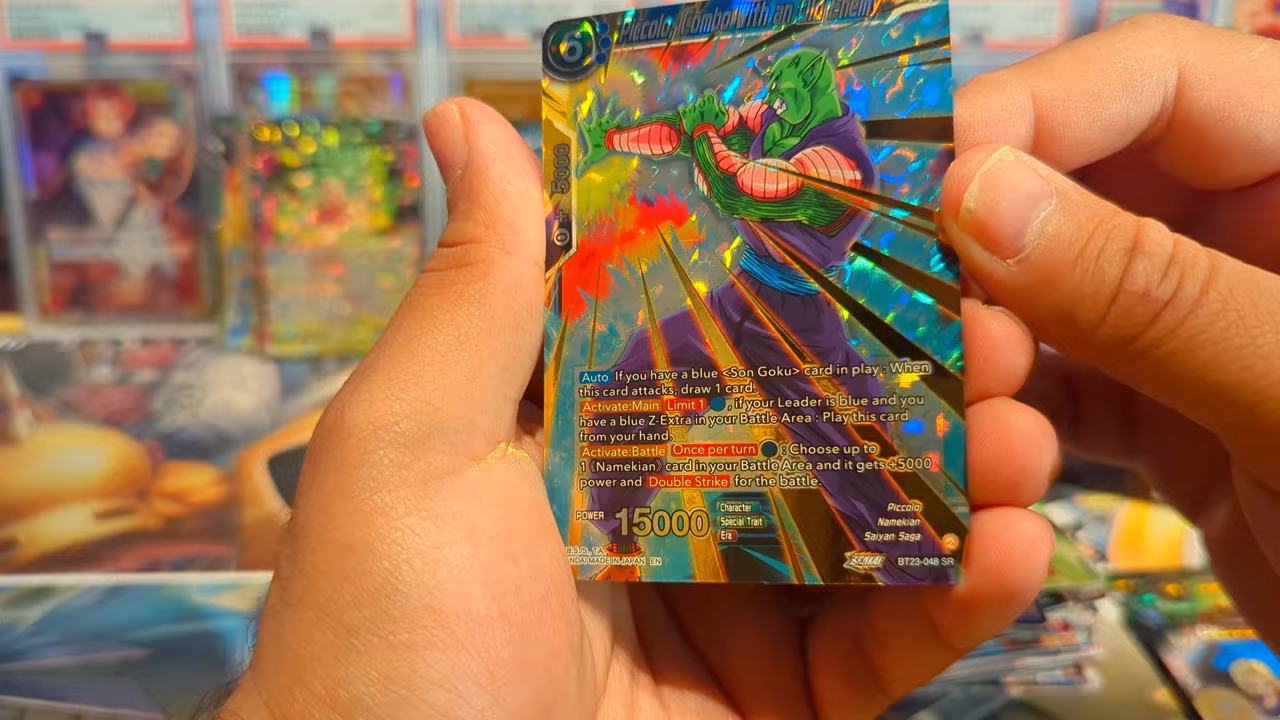 6
Piccolo, Combo with an
0 + 5000
Auto If you have a blue <Son Goku> card in play : When
this card attacks, draw 1 card.
Activate:Main Limit 1 , if your Leader is blue and you
have a blue Z-Extra in your Battle Area : Play this card
from your hand.
Activate:Battle Once per turn : Choose up to
1 《Namekian》 card in your Battle Area and it gets +5000
power and Double Strike for the battle.
POWER 15000
Character Piccolo
Special Trait Namekian
Era Saiyan Saga
B.S./S., T.A
NDAI MADE IN JAPAN EN
BT23-048 SR